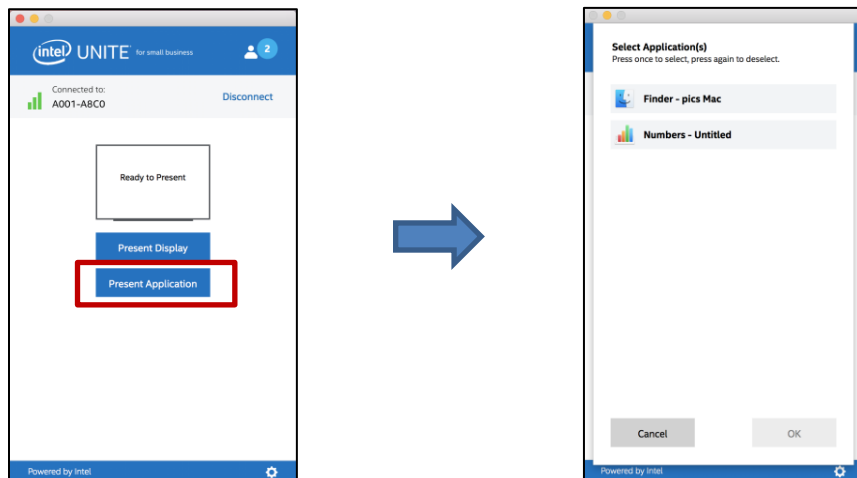 intel UNITE for small business
2
Connected to:
A001-A8C0
Disconnect
Ready to Present
Present Display
Present Application
Powered by Intel
Select Application(s)
Press once to select, press again to deselect.
Finder - pics Mac
Numbers - Untitled
Cancel
OK
Powered by Intel